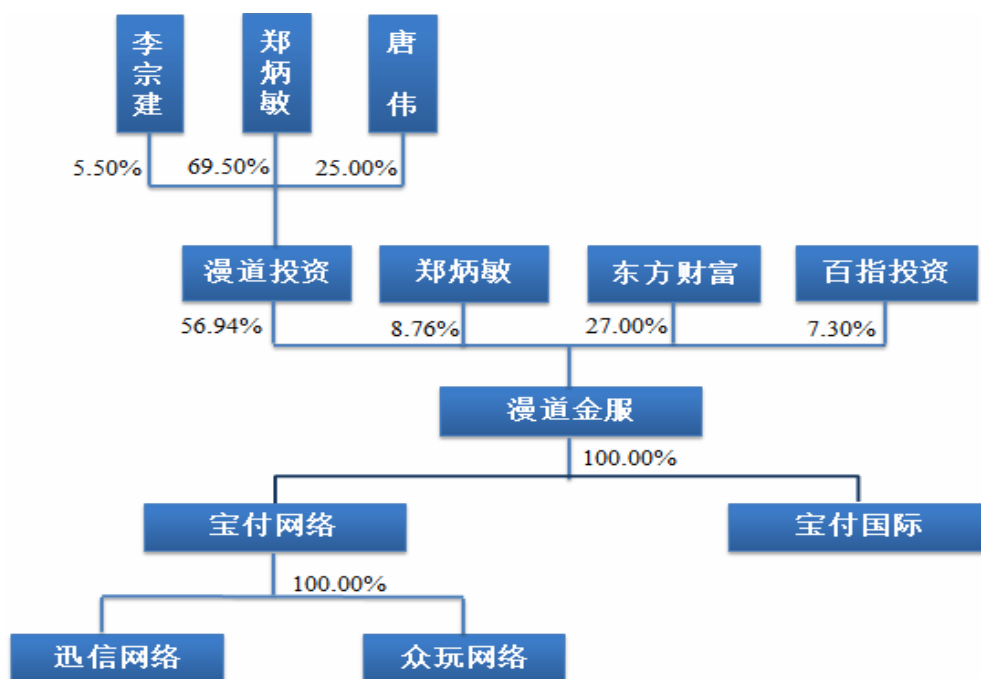 李宗建
郑炳敏
唐 伟
5.50%
69.50%
25.00%
漫道投资
郑炳敏
东方财富
百指投资
56.94%
8.76%
27.00%
7.30%
漫道金服
100.00%
宝付网络
宝付国际
100.00%
迅信网络
众玩网络